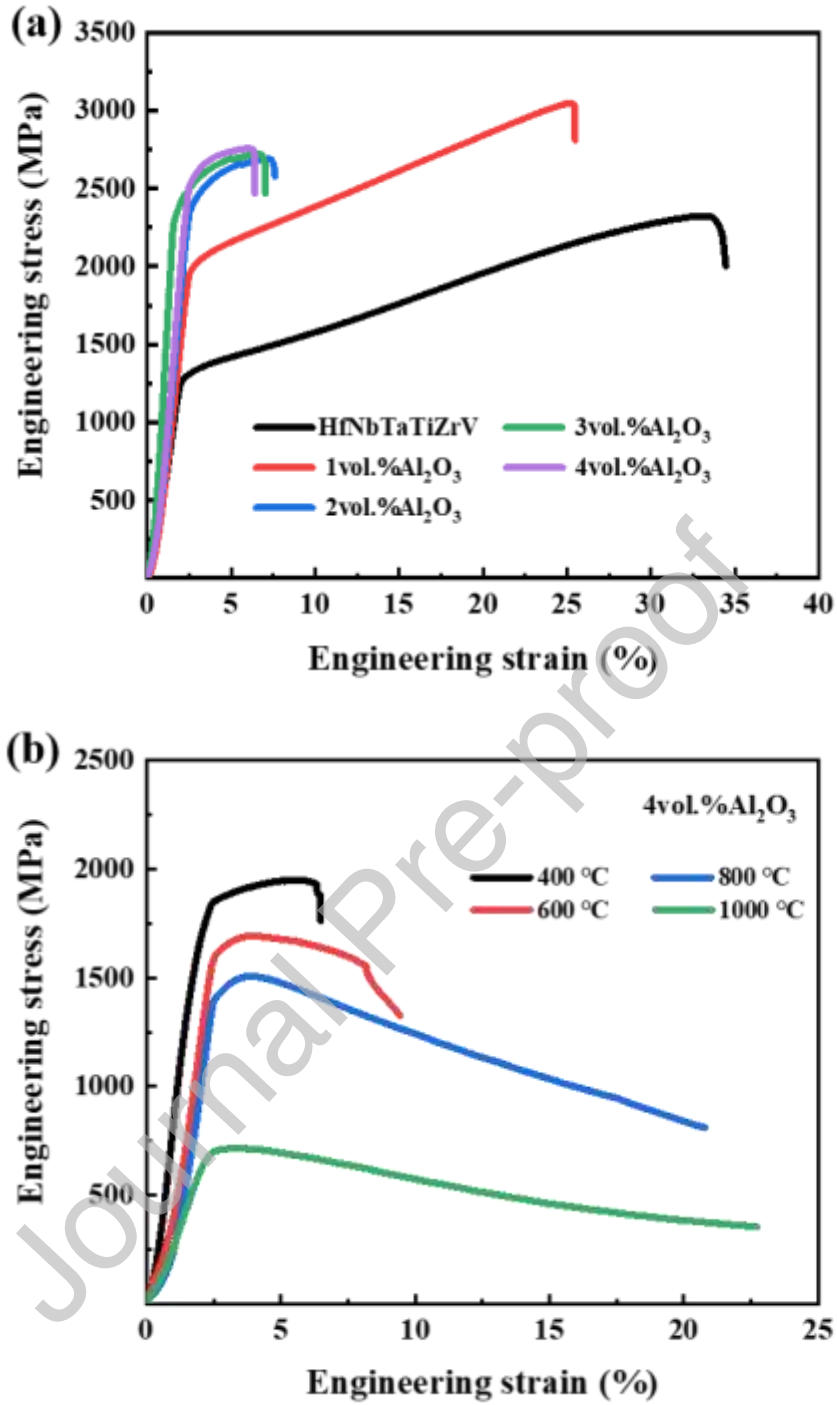 (a)
3500
3000
2500
2000
1500
1000
500
Engineering stress (MPa)
HfNbTaTiZrV
1vol.%Al₂O₃
2vol.%Al₂O₃
3vol.%Al₂O₃
4vol.%Al₂O₃
0 5 10 15 20 25 30 35 40
Engineering strain (%)
(b)
2500
2000
1500
1000
500
Engineering stress (MPa)
4vol.%Al₂O₃
400 °C 800 °C
600 °C 1000 °C
0 5 10 15 20 25
Engineering strain (%)
Journal Pre-proof